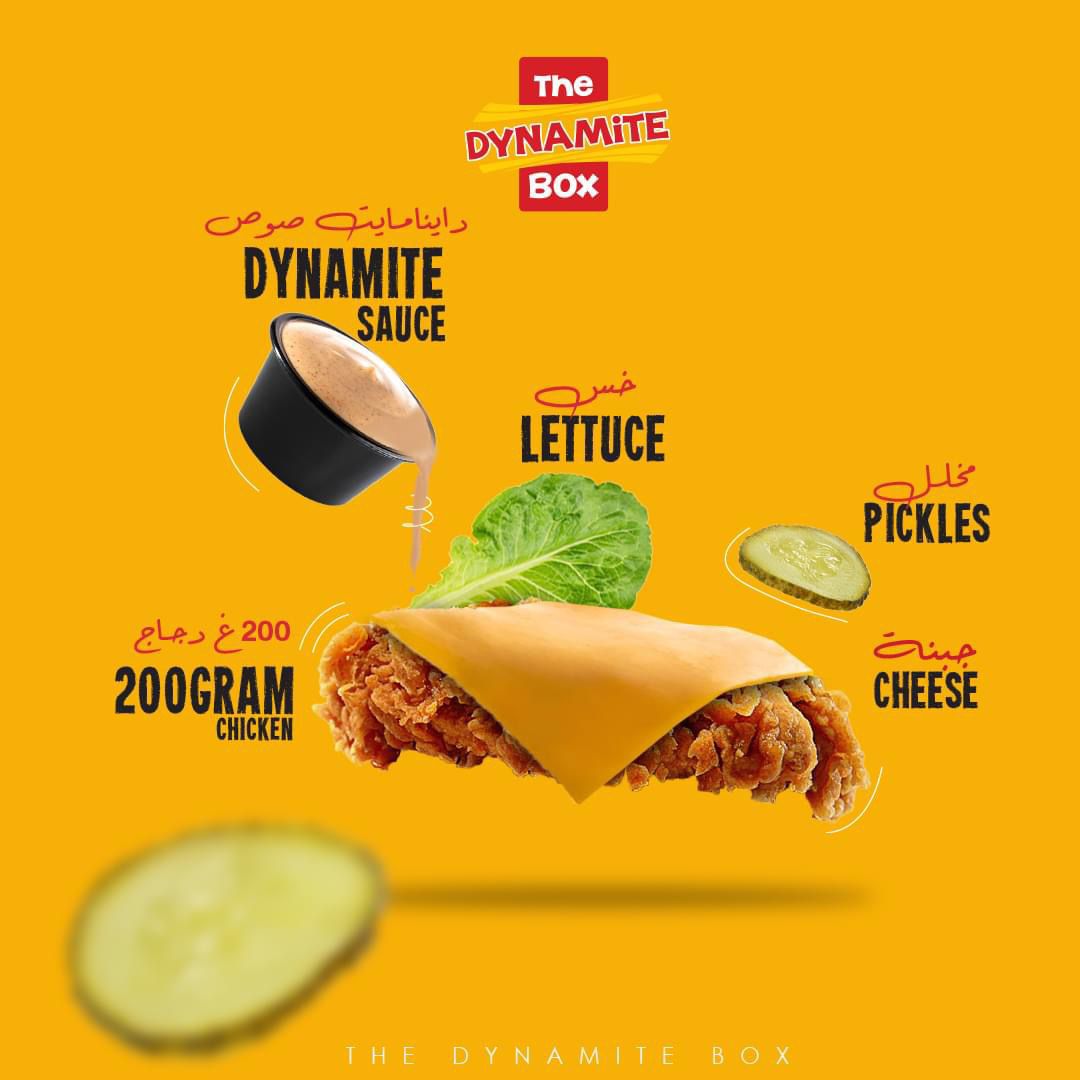 The
DYNAMiTE
BOX
داينامايت صوص
DYNAMITE
SAUCE
خس
LETTUCE
مخلل
PICKLES
200 غ دجاج
200GRAM
CHICKEN
جبنة
CHEESE
THE DYNAMITE BOX